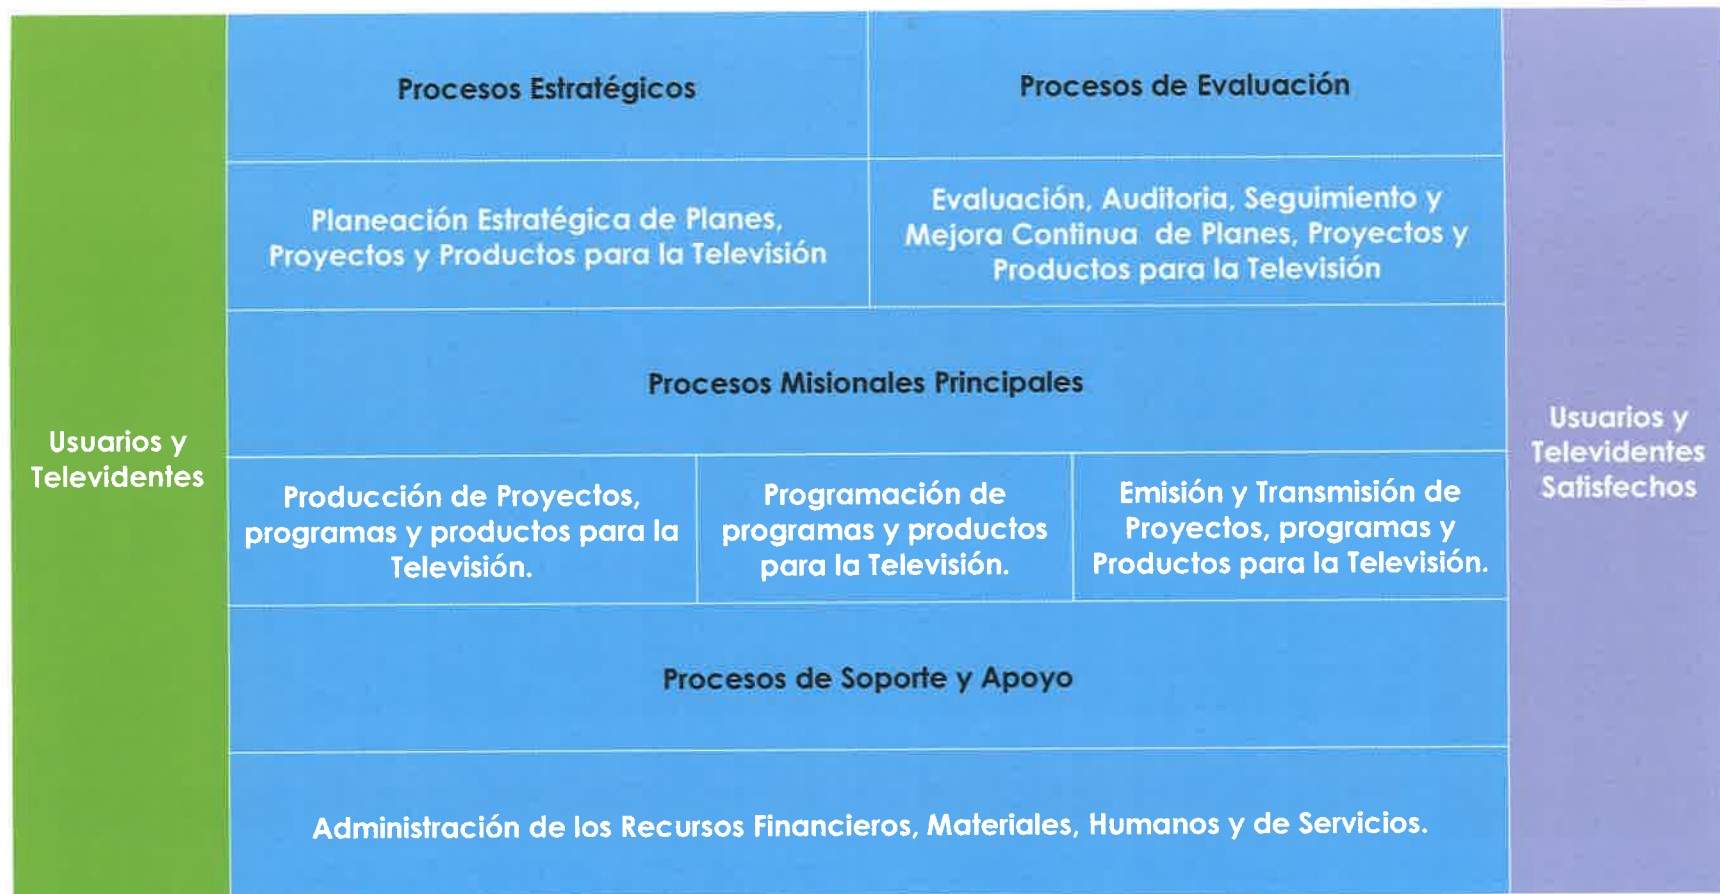 Procesos Estratégicos
Procesos de Evaluación
Planeación Estratégica de Planes,
Proyectos y Productos para la Televisión
Evaluación, Auditoria, Seguimiento y
Mejora Continua de Planes, Proyectos y
Productos para la Televisión
Procesos Misionales Principales
Usuarios y
Televidentes
Usuarios y
Televidentes
Satisfechos
Producción de Proyectos,
programas y productos para la
Televisión.
Programación de
programas y productos
para la Televisión.
Emisión y Transmisión de
Proyectos, programas y
Productos para la Televisión.
Procesos de Soporte y Apoyo
Administración de los Recursos Financieros, Materiales, Humanos y de Servicios.